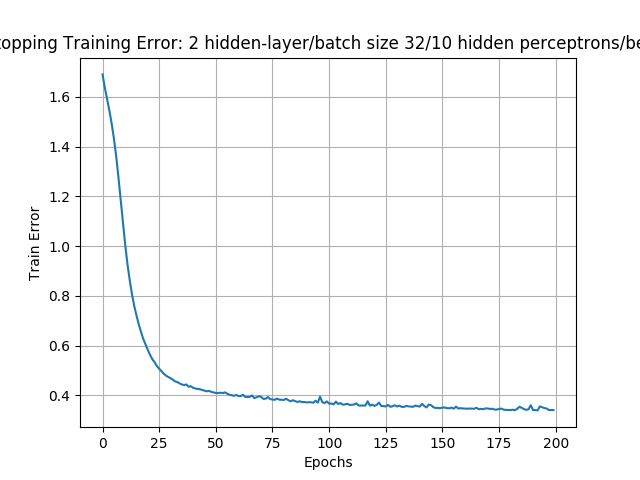 opping Training Error: 2 hidden-layer/batch size 32/10 hidden perceptrons/be
1.6
1.4
1.2
1.0
0.8
0.6
0.4
Train Error
0 25 50 75 100 125 150 175 200
Epochs